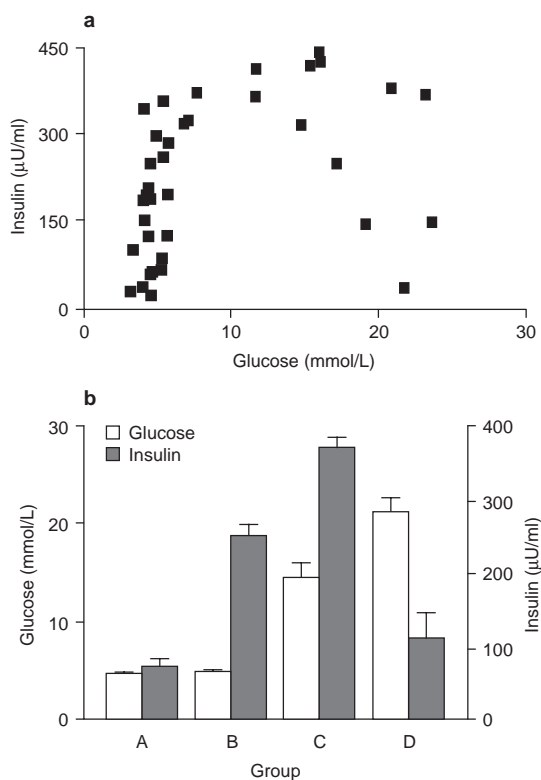 a
450
300
150
0
Insulin (μU/ml)
0 10 20 30
Glucose (mmol/L)
b
30
20
10
0
Glucose (mmol/L)
Glucose
Insulin
400
300
200
100
0
Insulin (μU/ml)
A B C D
Group